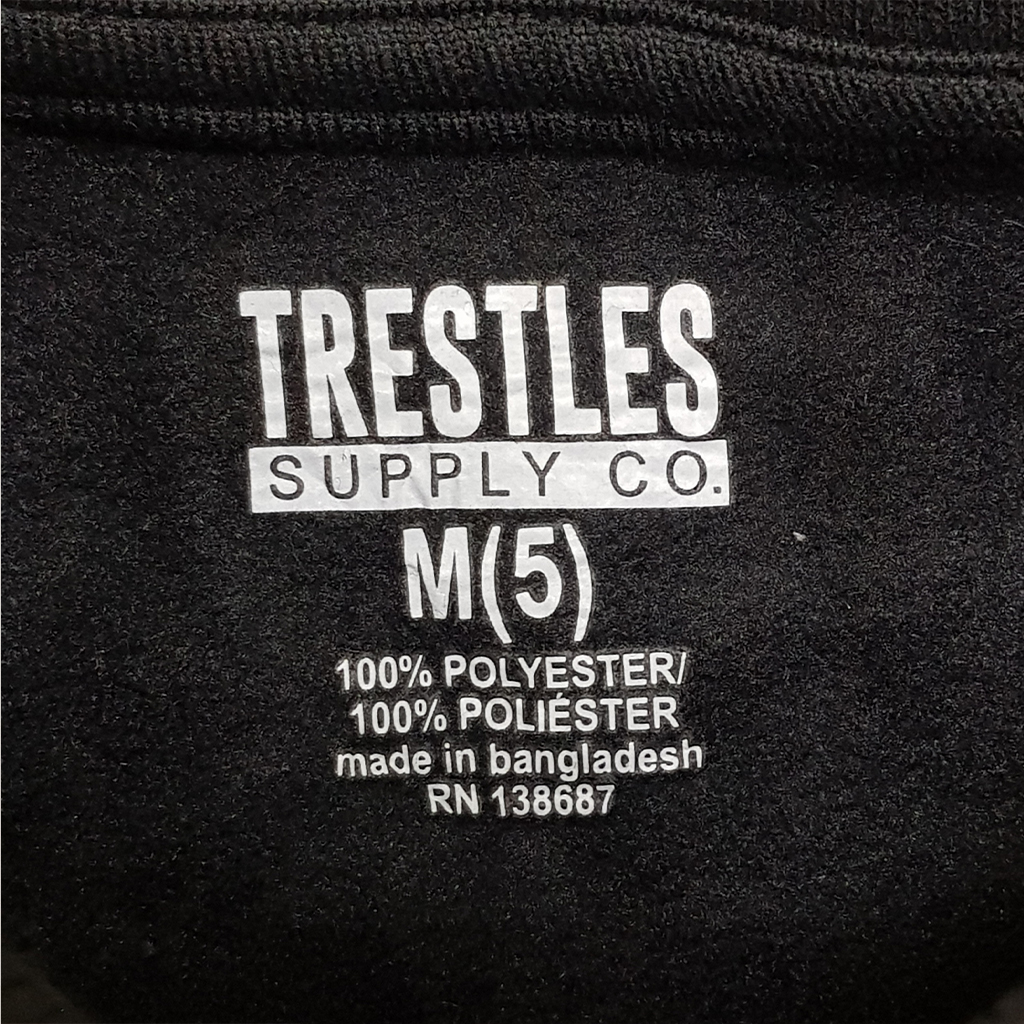 TRESTLES
SUPPLY CO.
M(5)
100% POLYESTER/
100% POLIÉSTER
made in bangladesh
RN 138687